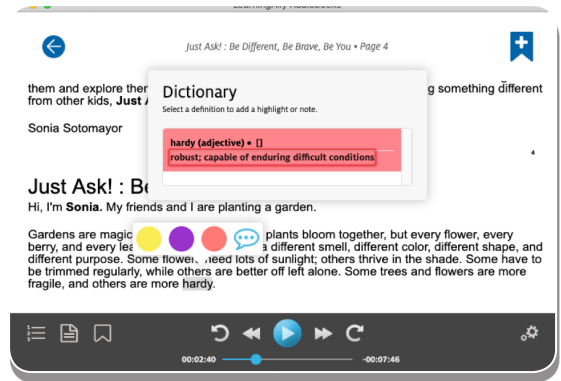 LearningAlly Audiobooks
Just Ask! : Be Different, Be Brave, Be You • Page 4
them and explore ther
g something different
from other kids, Just A
Sonia Sotomayor
4
Dictionary
Select a definition to add a highlight or note.
hardy (adjective) • []
robust; capable of enduring difficult conditions
Just Ask! : Be
Hi, I'm Sonia. My friends and I are planting a garden.
Gardens are magic plants bloom together, but every flower, every
berry, and every lea a different smell, different color, different shape, and
different purpose. Some need lots of sunlight; others thrive in the shade. Some have to
be trimmed regularly, while others are better off left alone. Some trees and flowers are more
fragile, and others are more hardy.
1
2
3
00:02:40
-00:07:46